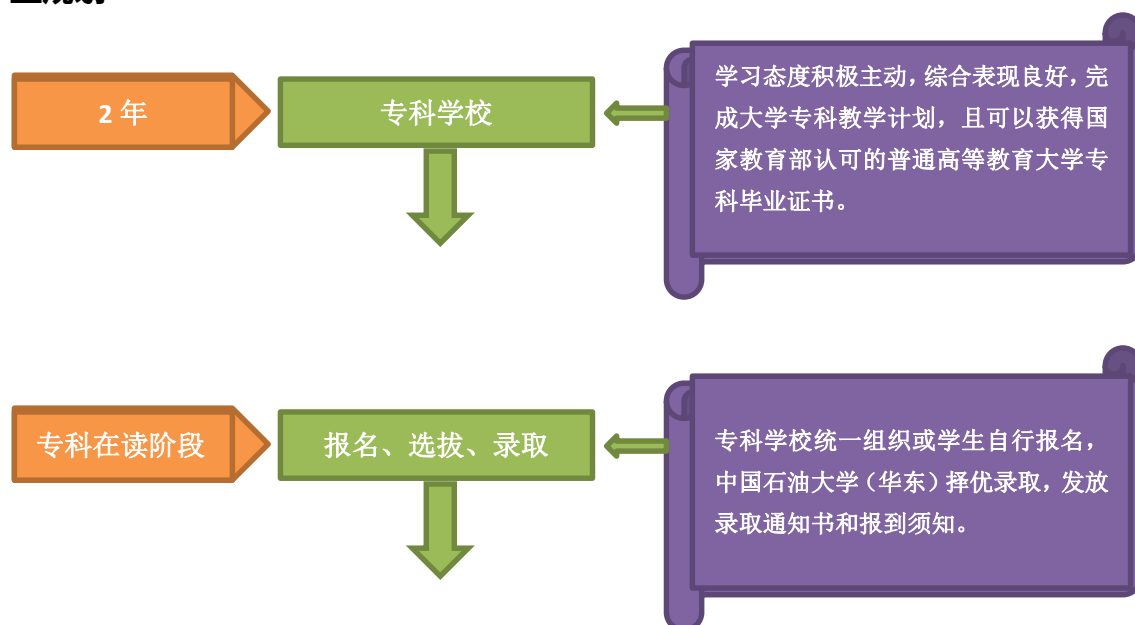 2 年
专科学校
学习态度积极主动，综合表现良好，完
成大学专科教学计划，且可以获得国
家教育部认可的普通高等教育大学专
科毕业证书。
专科在读阶段
报名、选拔、录取
专科学校统一组织或学生自行报名，
中国石油大学（华东）择优录取，发放
录取通知书和报到须知。